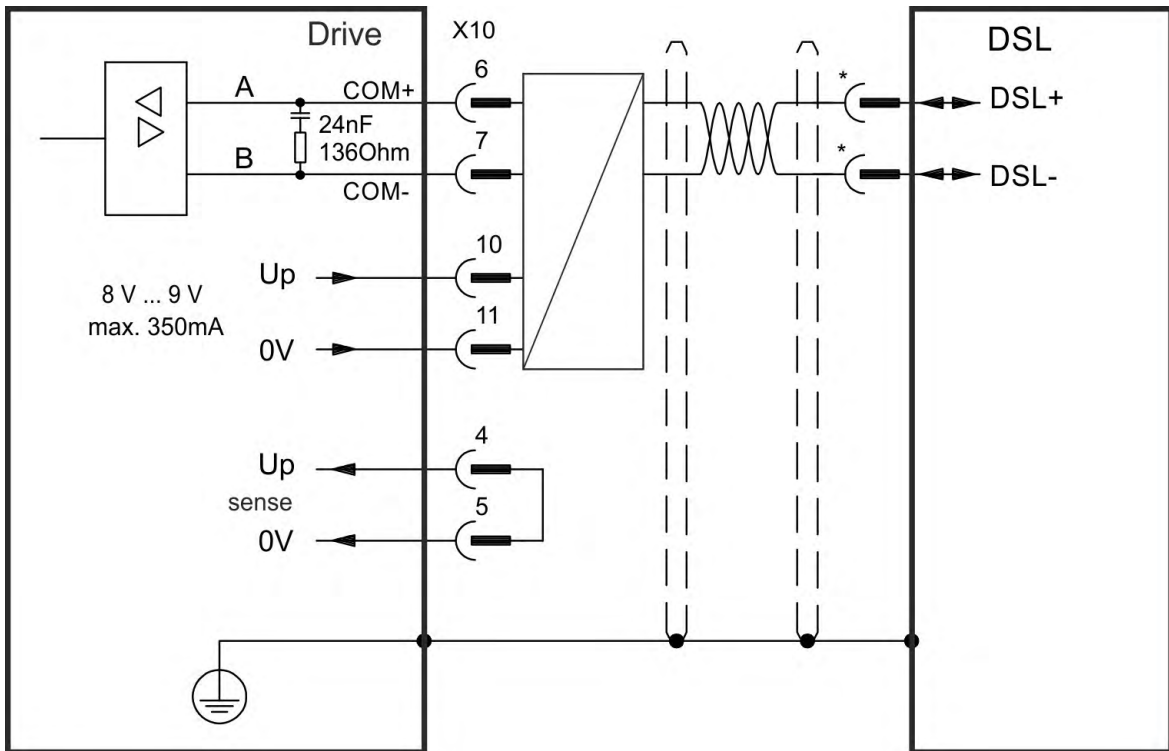 Drive
X10
DSL
6
A
COM+
*
DSL+
24nF
136Ohm
7
B
COM-
*
DSL-
10
Up
8 V ... 9 V
max. 350mA
11
0V
4
Up
sense
5
0V